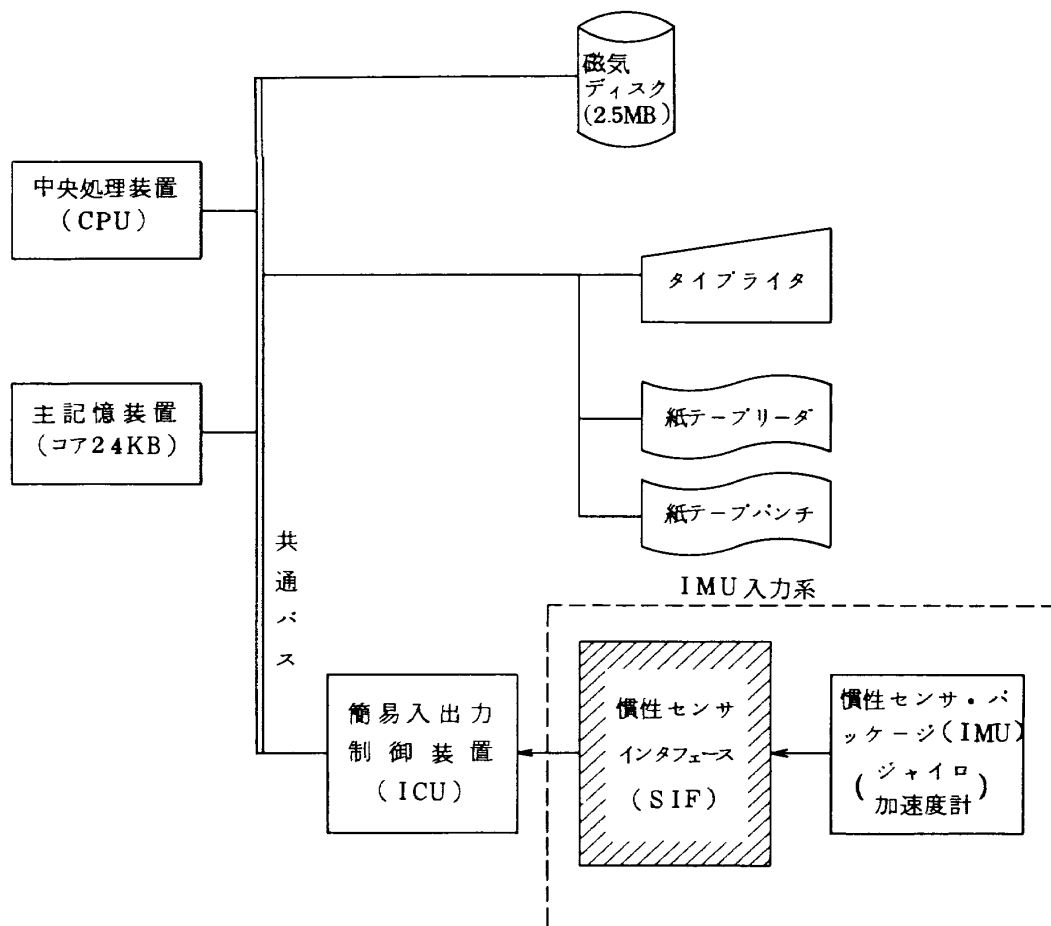 磁気
ディスク
(2.5MB)
中央処理装置
(CPU)
タイプライタ
主記憶装置
(コア24KB)
紙テープリーダ
紙テープパンチ
共通バス
IMU入力系
簡易入出力
制御装置
(ICU)
慣性センサ
インタフェース
(SIF)
慣性センサ・パ
ッケージ(IMU)
(ジャイロ
加速度計)